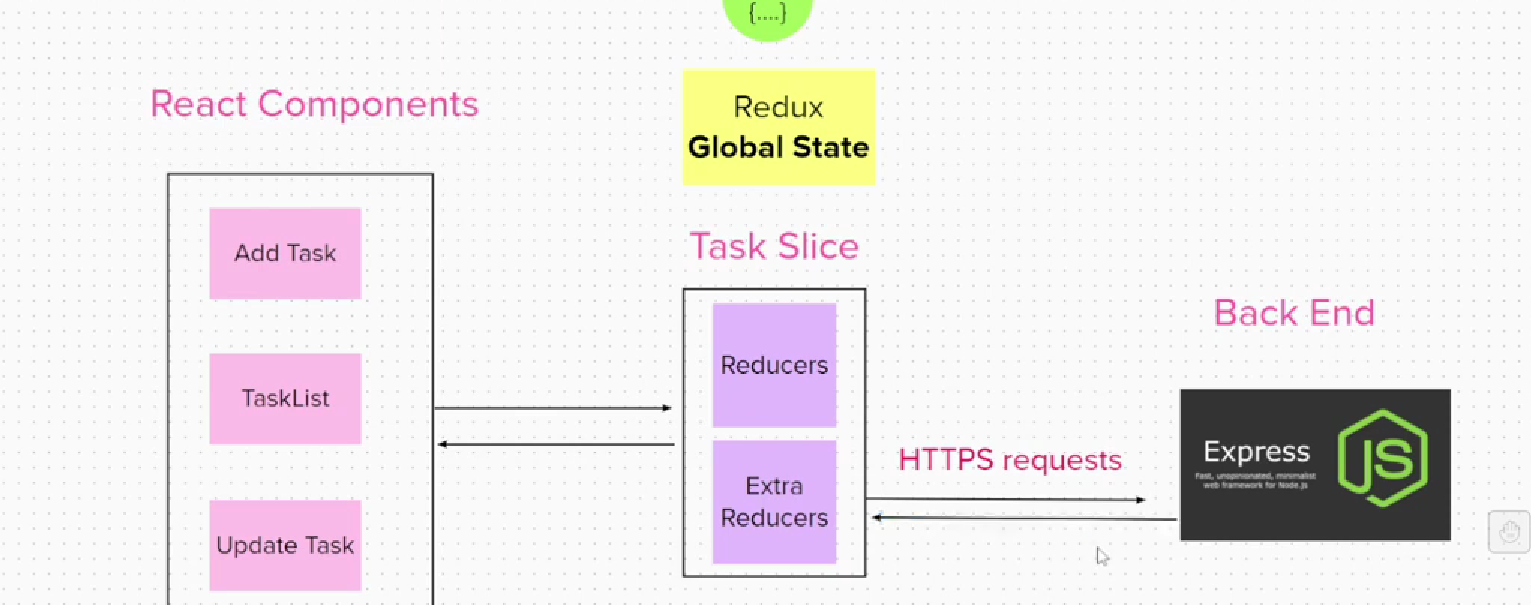 {....}
React Components
Redux
Global State
Add Task
Task Slice
Reducers
Back End
TaskList
HTTPS requests
Express
Fast, unopinionated, minimalist
web framework for Node.js
JS
Extra
Reducers
Update Task